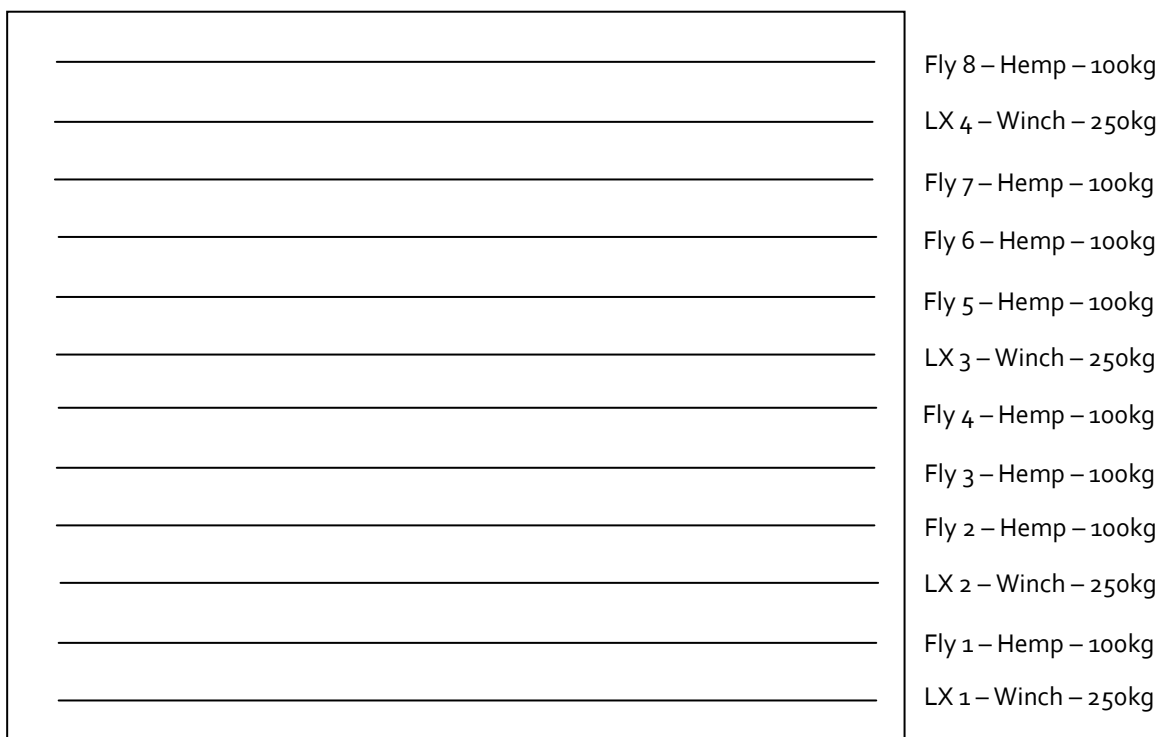 Fly 8 – Hemp – 100kg
LX 4 – Winch – 250kg
Fly 7 – Hemp – 100kg
Fly 6 – Hemp – 100kg
Fly 5 – Hemp – 100kg
LX 3 – Winch – 250kg
Fly 4 – Hemp – 100kg
Fly 3 – Hemp – 100kg
Fly 2 – Hemp – 100kg
LX 2 – Winch – 250kg
Fly 1 – Hemp – 100kg
LX 1 – Winch – 250kg